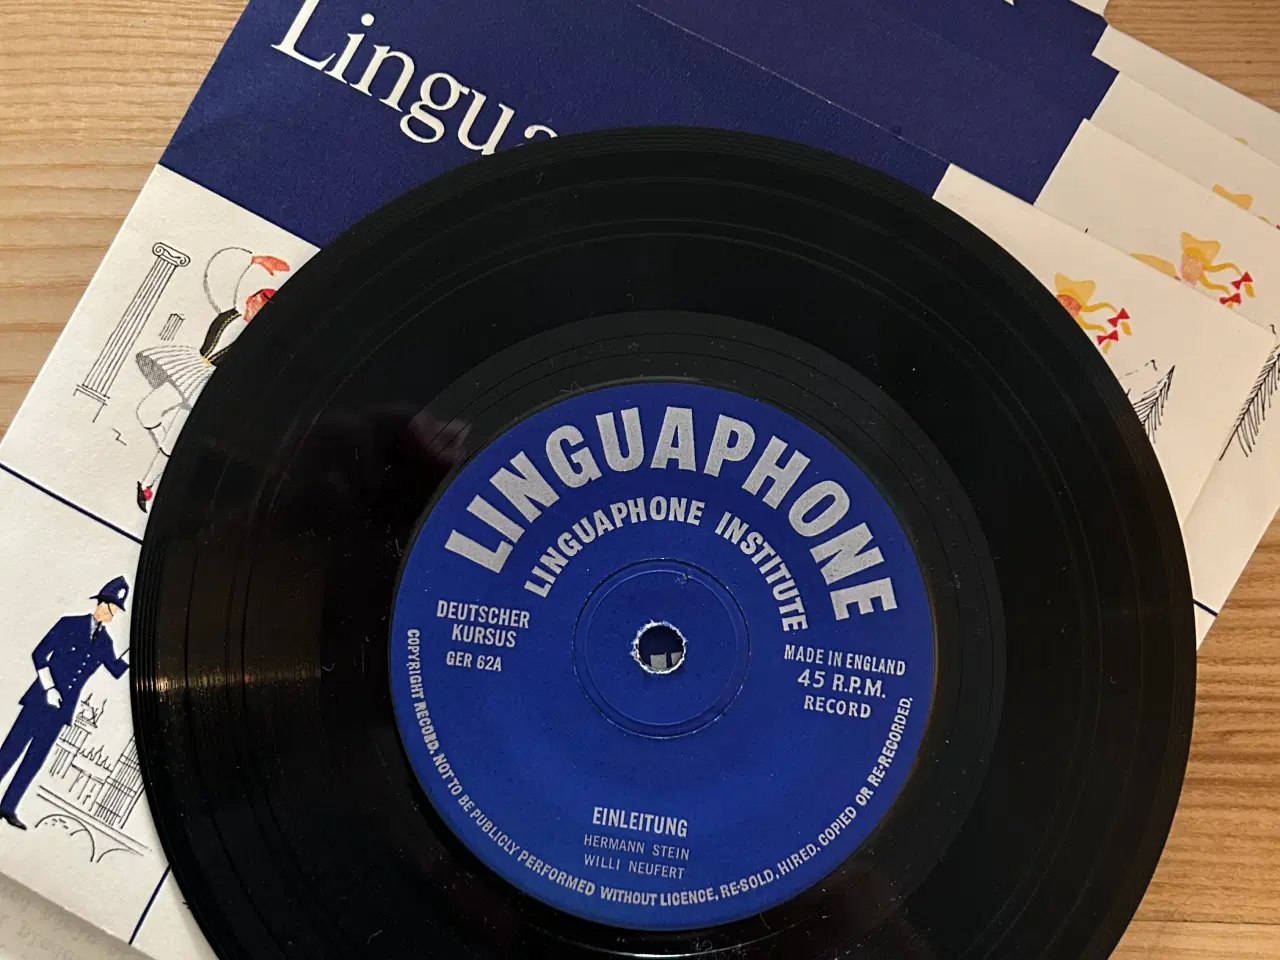 Lingua
LINGUAPHONE
LINGUAPHONE INSTITUTE
DEUTSCHER
KURSUS
GER 62A
MADE IN ENGLAND
45 R.P.M.
RECORD
EINLEITUNG
HERMANN STEIN
WILLI NEUFERT
COPYRIGHT RECORD. NOT TO BE PUBLICLY PERFORMED WITHOUT LICENCE, RE-SOLD, HIRED, COPIED OR RE-RECORDED.